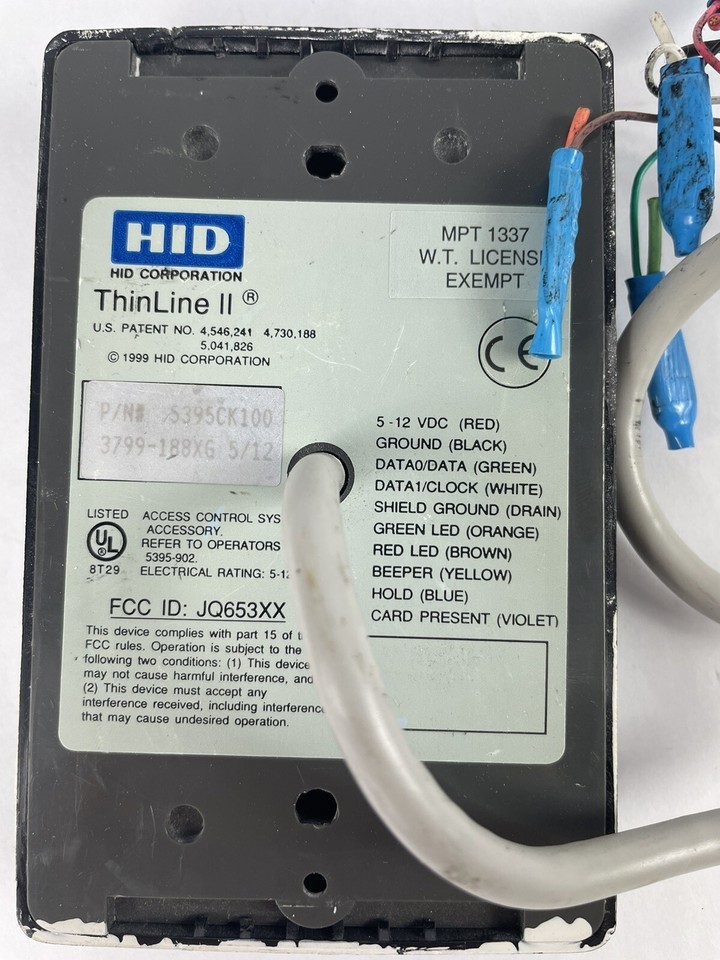 HID
HID CORPORATION
ThinLine II ®
U.S. PATENT NO. 4,546,241 4,730,188
5,041,826
© 1999 HID CORPORATION
MPT 1337
W.T. LICENSE
EXEMPT
CE
P/N# 5395CK100
3799-188XG 5/12
5-12 VDC (RED)
GROUND (BLACK)
DATA0/DATA (GREEN)
DATA1/CLOCK (WHITE)
SHIELD GROUND (DRAIN)
GREEN LED (ORANGE)
RED LED (BROWN)
BEEPER (YELLOW)
HOLD (BLUE)
CARD PRESENT (VIOLET)
LISTED
UL
8T29
ACCESS CONTROL SYS
ACCESSORY.
REFER TO OPERATORS
5395-902.
ELECTRICAL RATING: 5-12
FCC ID: JQ653XX
This device complies with part 15 of
FCC rules. Operation is subject to the
following two conditions: (1) This device
may not cause harmful interference, and
(2) This device must accept any
interference received, including interference
that may cause undesired operation.